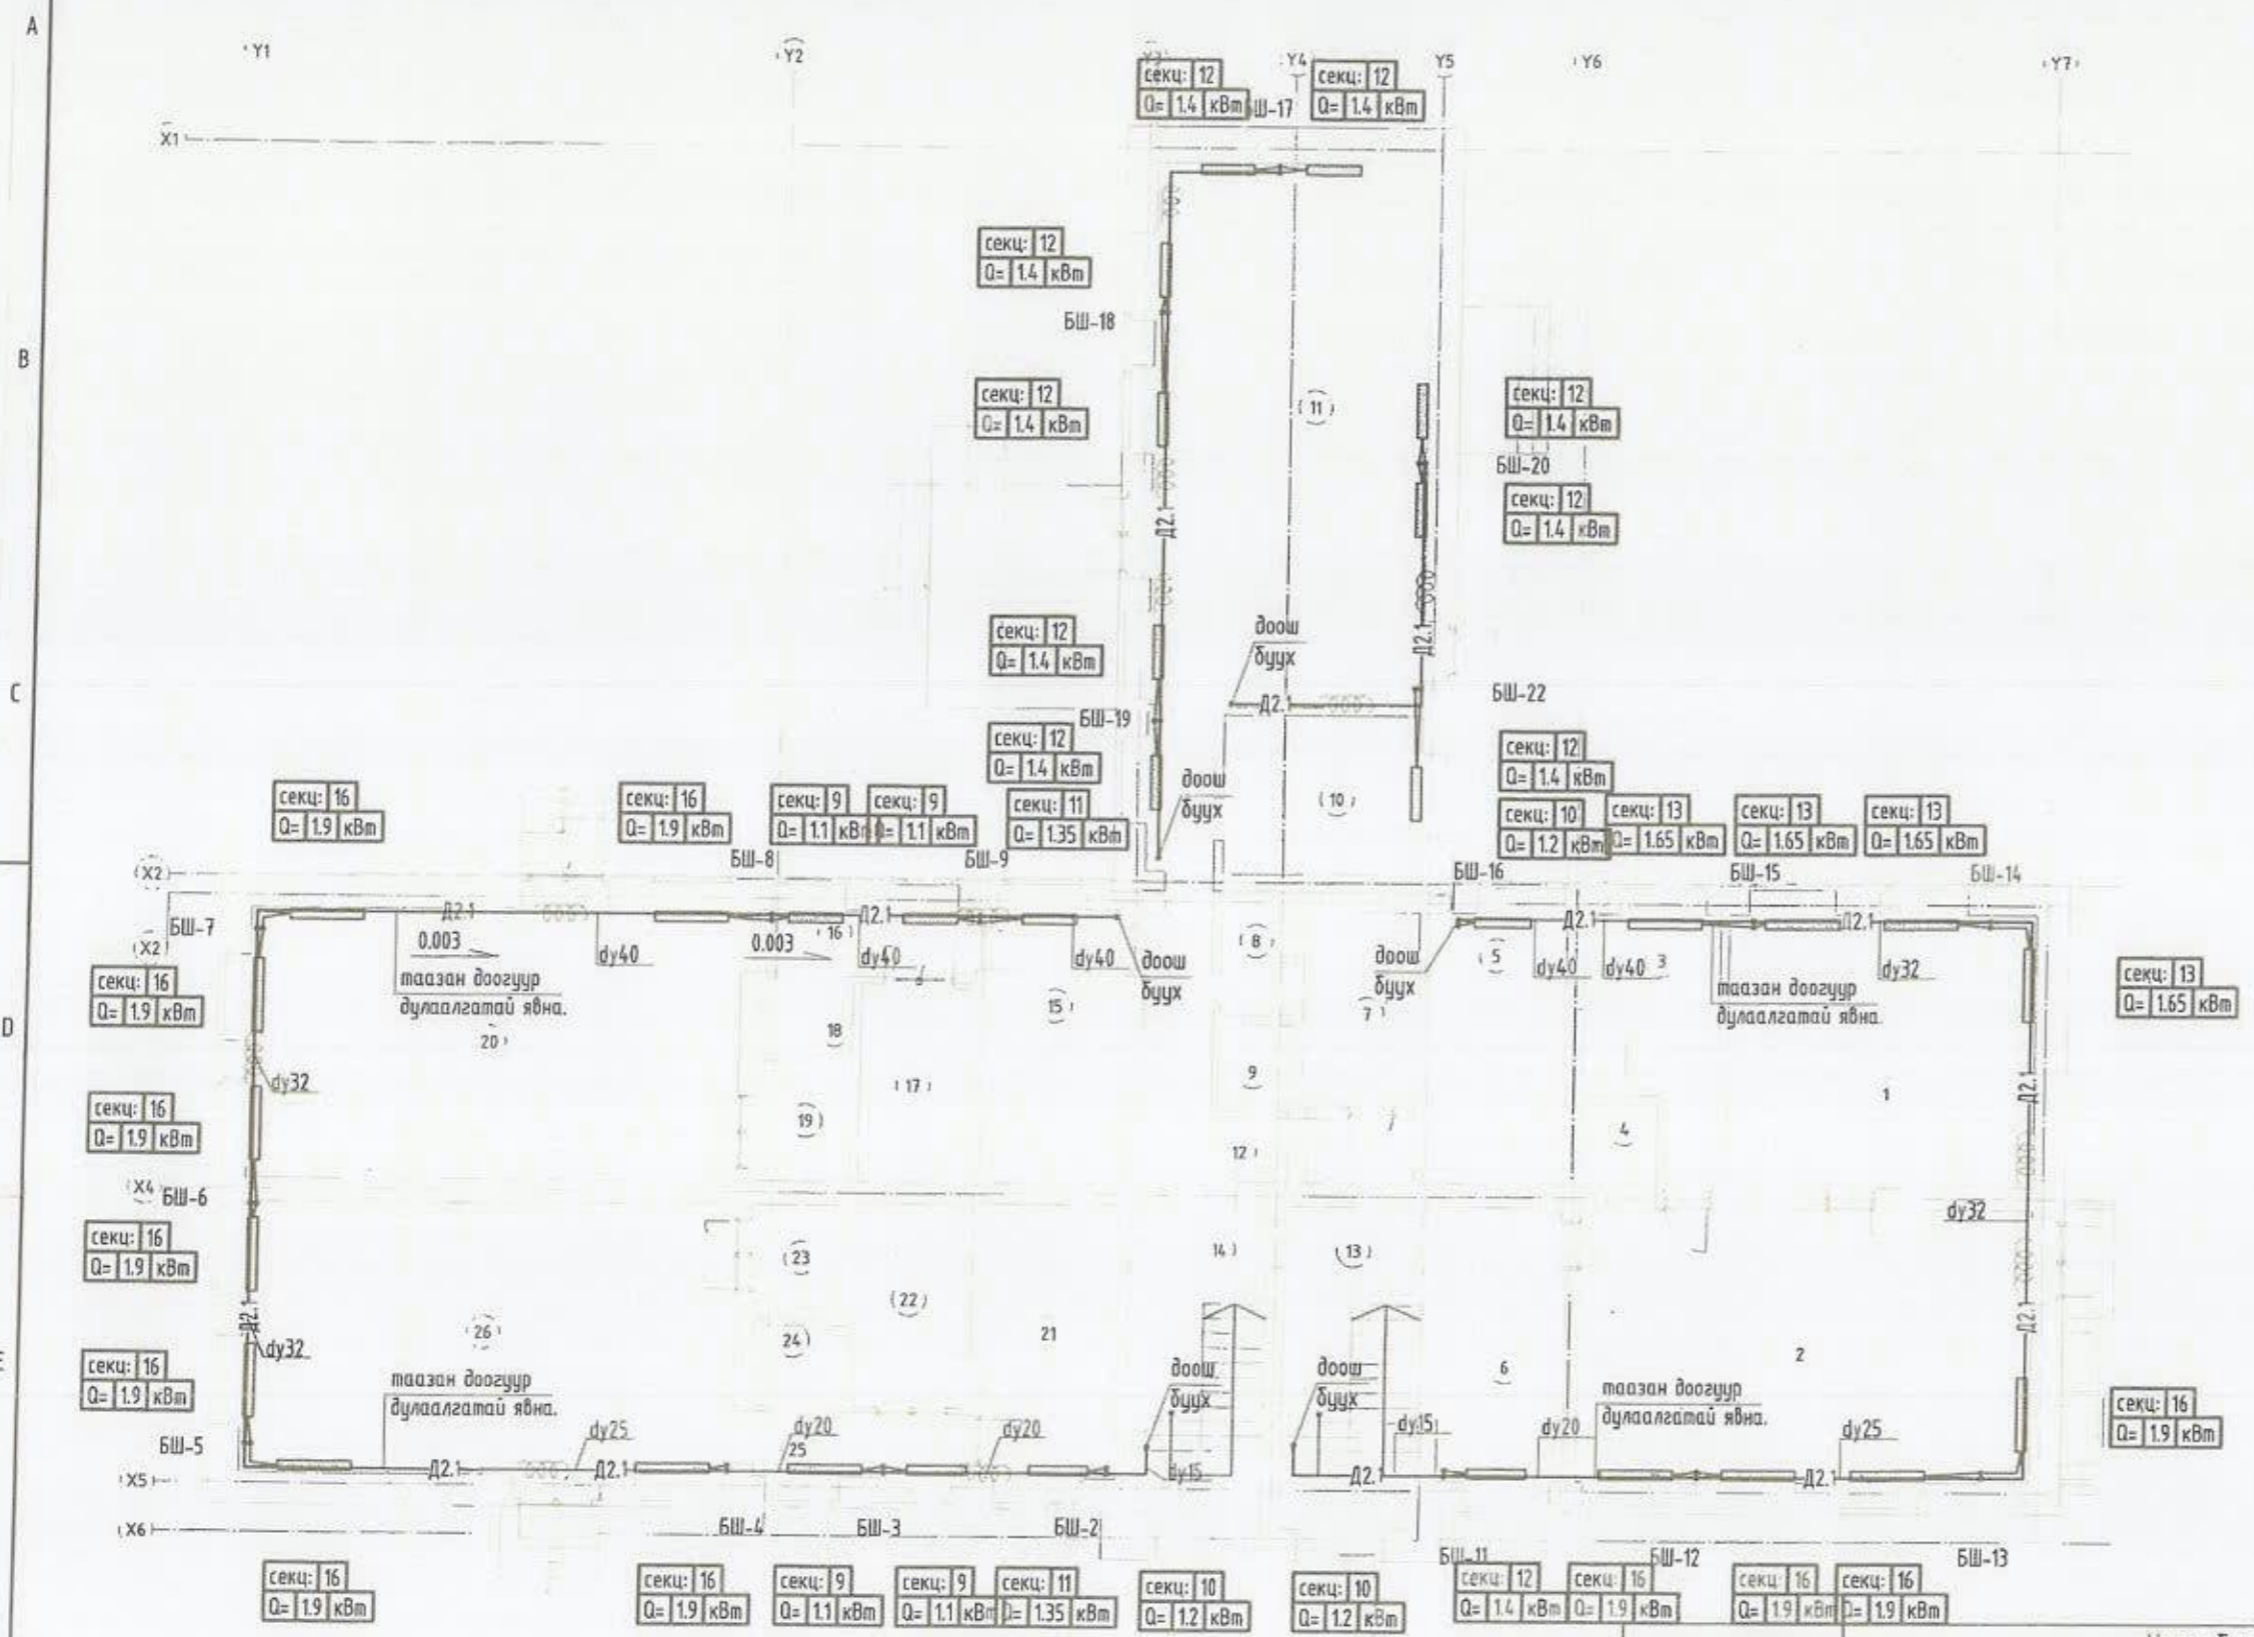 A
Y1
Y2
Y3
Y4
Y5
Y6
Y7
секц: 12
Q= 1.4 кВт
Ш-17
секц: 12
Q= 1.4 кВт
X1
секц: 12
Q= 1.4 кВт
БШ-18
B
секц: 12
Q= 1.4 кВт
11
секц: 12
Q= 1.4 кВт
БШ-20
секц: 12
Q= 1.4 кВт
Д2.1
секц: 12
Q= 1.4 кВт
доош
буух
Д2.1
C
БШ-22
Д2.1
БШ-19
секц: 12
Q= 1.4 кВт
секц: 12
Q= 1.4 кВт
доош
буух
10
секц: 16
Q= 1.9 кВт
секц: 16
Q= 1.9 кВт
секц: 9
Q= 1.1 кВт
секц: 9
Q= 1.1 кВт
секц: 11
Q= 1.35 кВт
секц: 10
Q= 1.2 кВт
секц: 13
Q= 1.65 кВт
секц: 13
Q= 1.65 кВт
секц: 13
Q= 1.65 кВт
БШ-8
БШ-9
X2
БШ-16
БШ-15
БШ-14
БШ-7
Д2.1
Д2.1
Д2.1
Д2.1
X2
0.003
dy40
0.003
16
dy40
dy40
доош
буух
8
доош
буух
5
dy40
dy40
3
dy32
таазан доогуур
дулаалгатай явна.
таазан доогуур
дулаалгатай явна.
секц: 16
Q= 1.9 кВт
секц: 13
Q= 1.65 кВт
D
20
18
15
7
dy32
17
9
Д2.1
1
секц: 16
Q= 1.9 кВт
19
4
12
X4
БШ-6
dy32
секц: 16
Q= 1.9 кВт
23
14
13
22
Д2.1
Д2.1
26
24
21
dy32
2
секц: 16
Q= 1.9 кВт
доош
буух
доош
буух
6
таазан доогуур
дулаалгатай явна.
таазан доогуур
дулаалгатай явна.
секц: 16
Q= 1.9 кВт
БШ-5
dy25
dy20
25
dy20
dy15
dy20
dy25
X5
Д2.1
Д2.1
dy15
Д2.1
Д2.1
X6
БШ-4
БШ-3
БШ-2
БШ-11
БШ-12
БШ-13
секц: 16
Q= 1.9 кВт
секц: 16
Q= 1.9 кВт
секц: 9
Q= 1.1 кВт
секц: 9
Q= 1.1 кВт
секц: 11
Q= 1.35 кВт
секц: 10
Q= 1.2 кВт
секц: 10
Q= 1.2 кВт
секц: 12
Q= 1.4 кВт
секц: 16
Q= 1.9 кВт
секц: 16
Q= 1.9 кВт
секц: 16
Q= 1.9 кВт
секц: 12
Q= 1.4 кВт